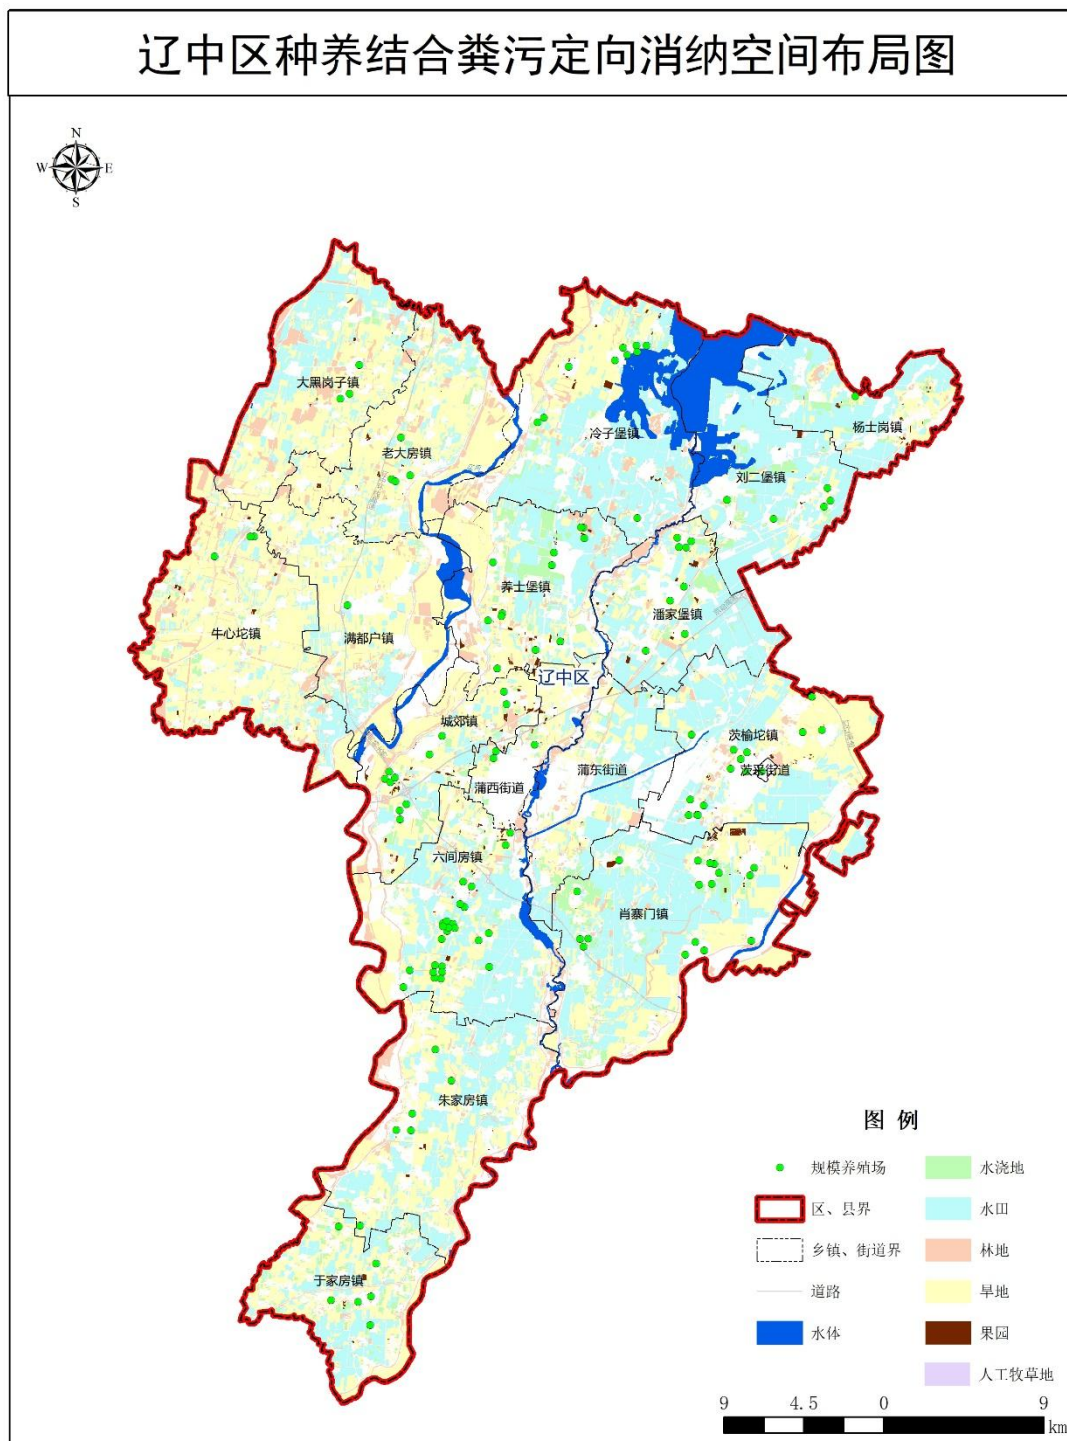 辽中区种养结合粪污定向消纳空间布局图
N
W E
S
大黑岗子镇
老大房镇
冷子堡镇
杨士岗镇
刘二堡镇
养士堡镇
潘家堡镇
牛心坨镇
满都户镇
辽中区
城郊镇
茨榆坨镇
蒲西街道
蒲东街道
茨采街道
六间房镇
肖寨门镇
朱家房镇
于家房镇
图 例
规模养殖场
水浇地
区、县界
水田
乡镇、街道界
林地
道路
旱地
水体
果园
人工牧草地
9 4.5 0 9
km